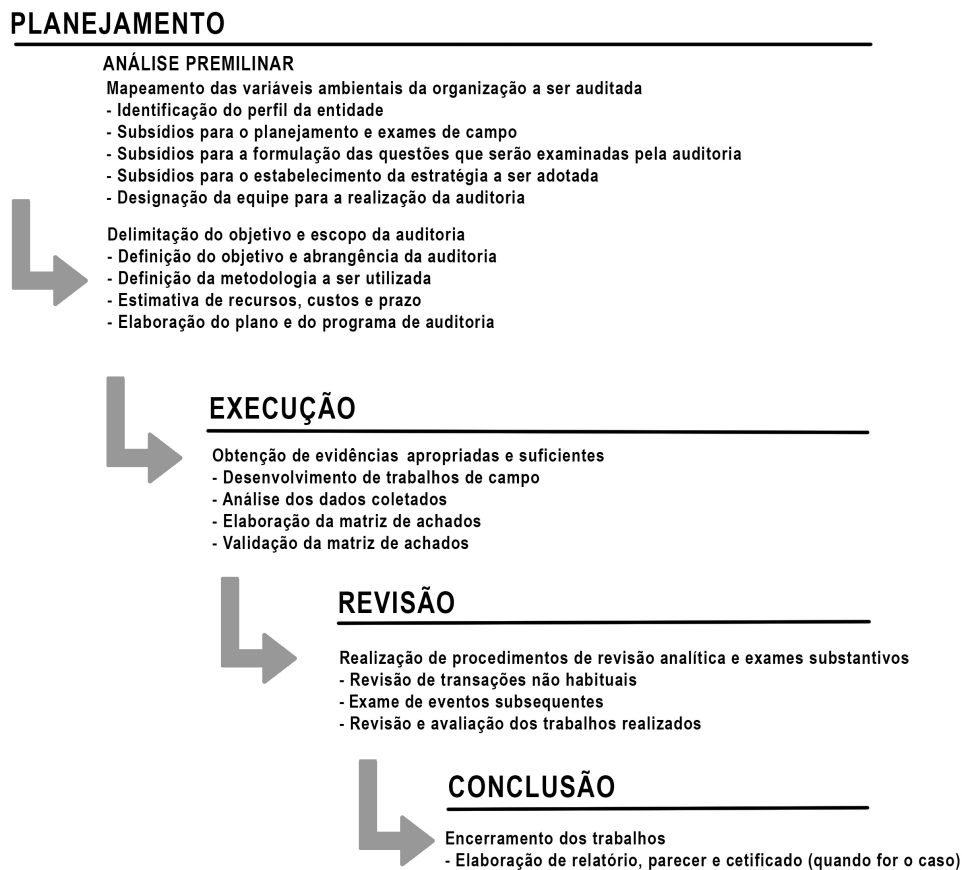 PLANEJAMENTO
ANÁLISE PREMILINAR
Mapeamento das variáveis ambientais da organização a ser auditada
- Identificação do perfil da entidade
- Subsídios para o planejamento e exames de campo
- Subsídios para a formulação das questões que serão examinadas pela auditoria
- Subsídios para o estabelecimento da estratégia a ser adotada
- Designação da equipe para a realização da auditoria
Delimitação do objetivo e escopo da auditoria
- Definição do objetivo e abrangência da auditoria
- Definição da metodologia a ser utilizada
- Estimativa de recursos, custos e prazo
- Elaboração do plano e do programa de auditoria
EXECUÇÃO
Obtenção de evidências apropriadas e suficientes
- Desenvolvimento de trabalhos de campo
- Análise dos dados coletados
- Elaboração da matriz de achados
- Validação da matriz de achados
REVISÃO
Realização de procedimentos de revisão analítica e exames substantivos
- Revisão de transações não habituais
- Exame de eventos subsequentes
- Revisão e avaliação dos trabalhos realizados
CONCLUSÃO
Encerramento dos trabalhos
- Elaboração de relatório, parecer e cetificado (quando for o caso)